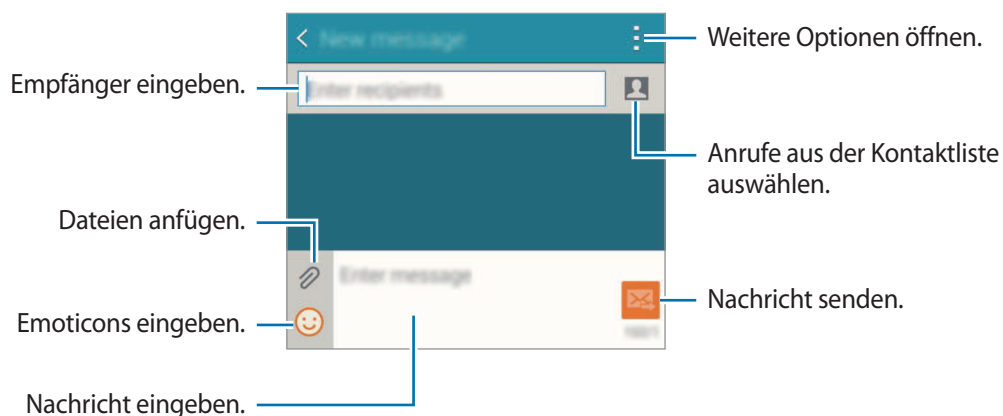 New message
Weitere Optionen öffnen.
Empfänger eingeben.
Enter recipients
Anrufe aus der Kontaktliste
auswählen.
Dateien anfügen.
Enter message
Nachricht senden.
Emoticons eingeben.
Nachricht eingeben.